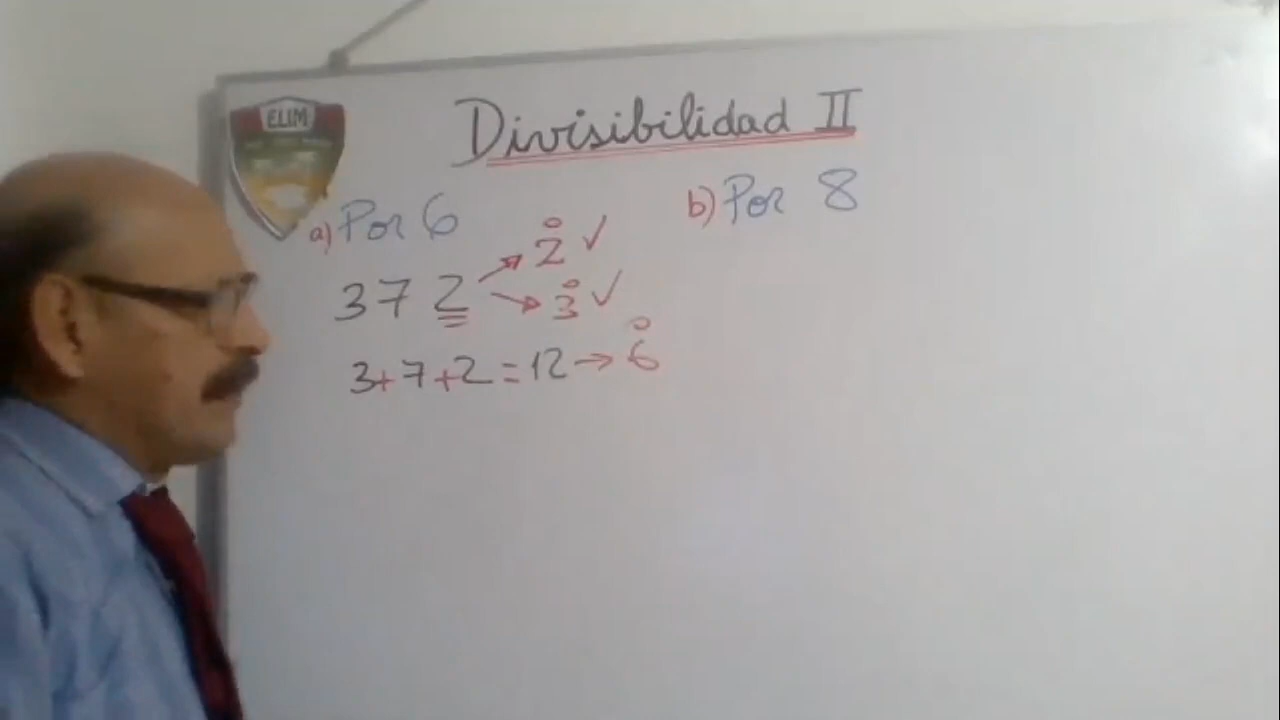 ELIM
Divisibilidad II
a) Por 6
372 → 2̊ ✓
→ 3̊ ✓
3+7+2=12→6̊
b) Por 8